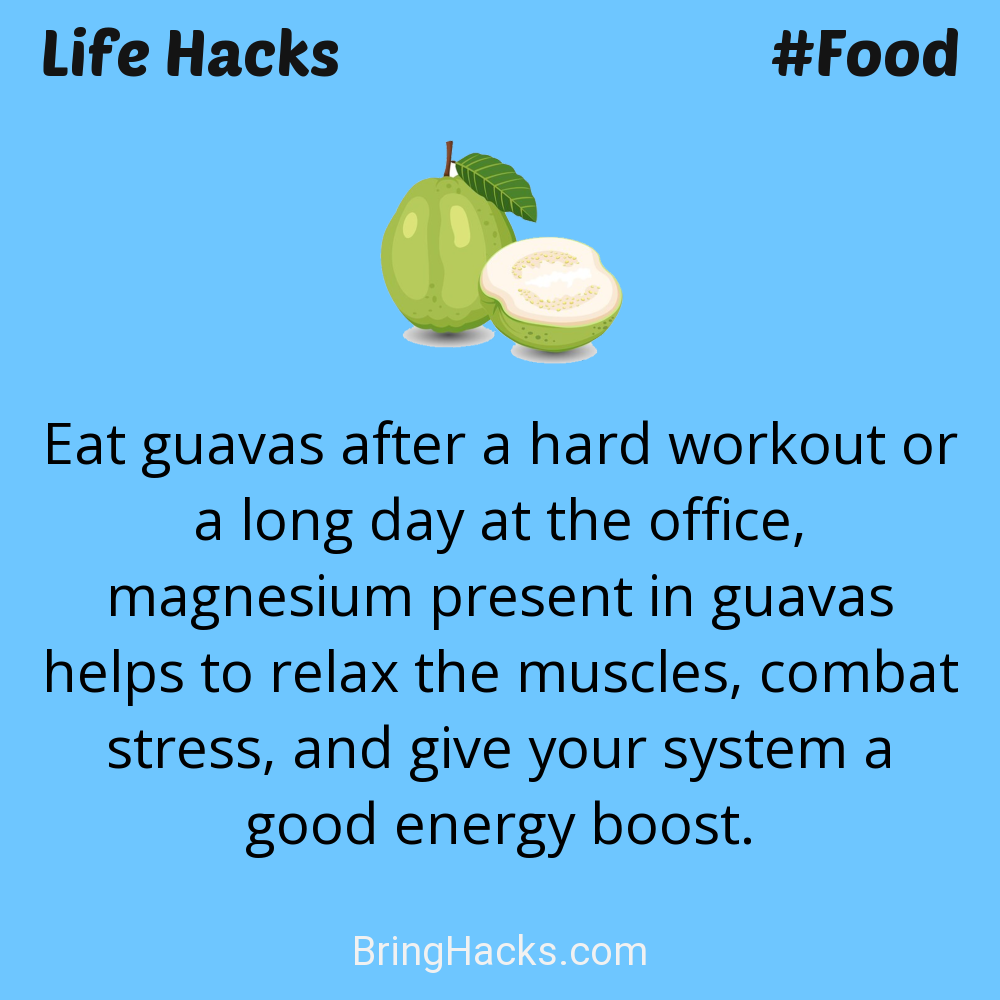 Life Hacks
#Food
Eat guavas after a hard workout or
a long day at the office,
magnesium present in guavas
helps to relax the muscles, combat
stress, and give your system a
good energy boost.
BringHacks.com